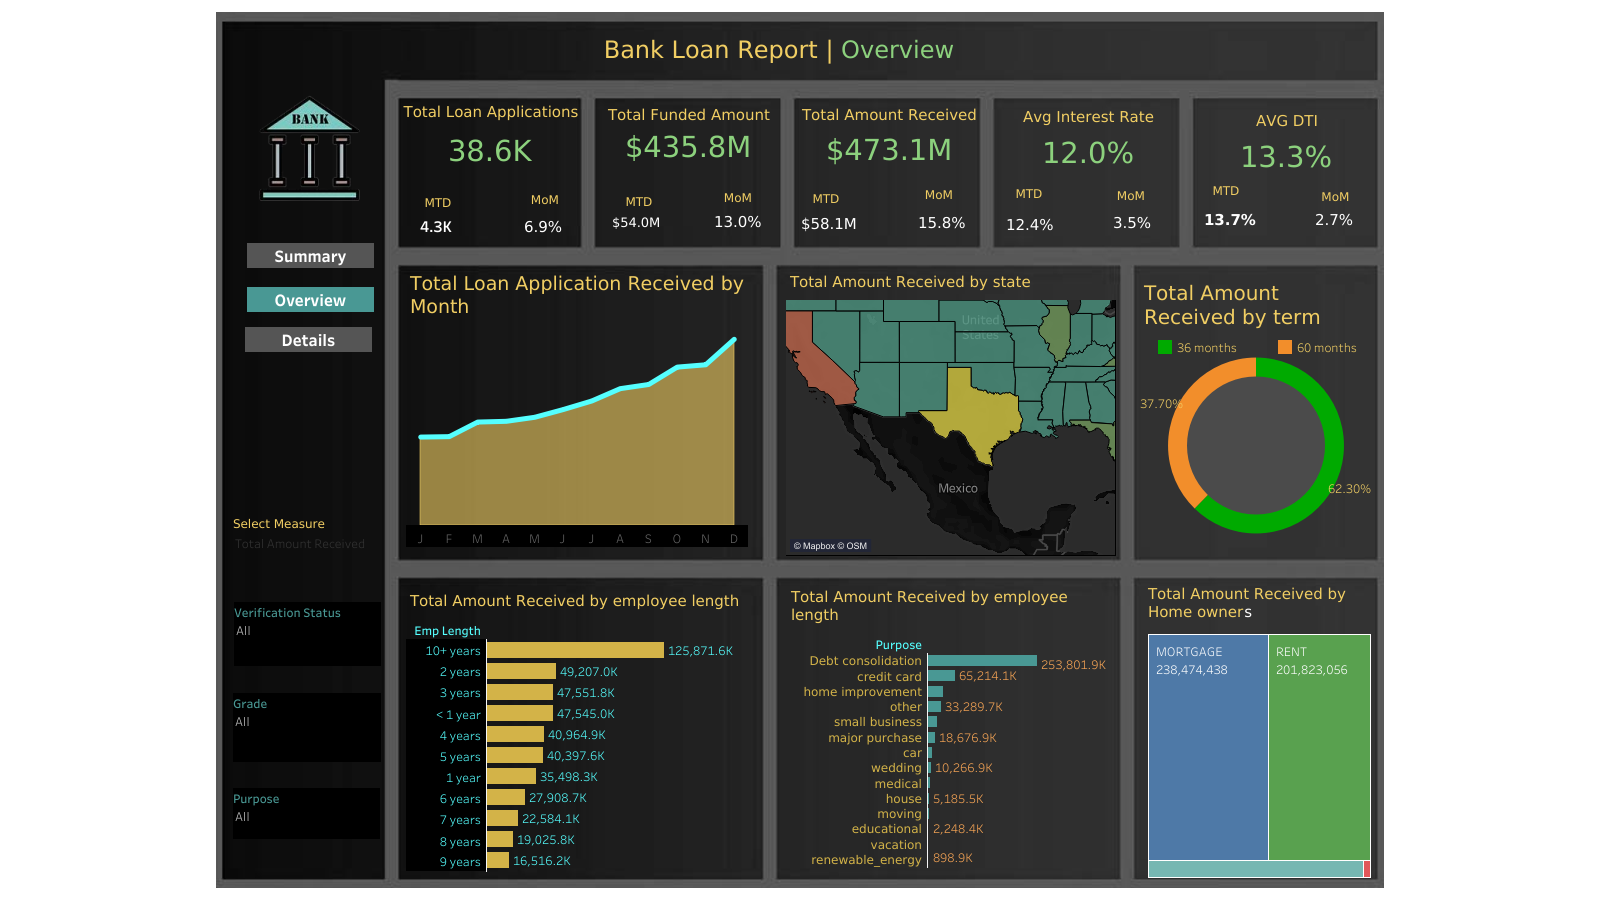 Bank Loan Report | Overview
BANK
Summary
Overview
Details
Select Measure
Total Amount Received
Verification Status
All
Grade
All
Purpose
All
Total Loan Applications
38.6K
MTD
MoM
4.3K
6.9%
Total Funded Amount
$435.8M
MTD
MoM
$54.0M
13.0%
Total Amount Received
$473.1M
MTD
MoM
$58.1M
15.8%
Avg Interest Rate
12.0%
MTD
MoM
12.4%
3.5%
AVG DTI
13.3%
MTD
MoM
13.7%
2.7%
Total Loan Application Received by
Month
J F M A M J J A S O N D
Total Amount Received by state
United
States
Mexico
© Mapbox © OSM
Total Amount
Received by term
36 months
60 months
37.70%
62.30%
Total Amount Received by employee length
Emp Length
10+ years 125,871.6K
2 years 49,207.0K
3 years 47,551.8K
< 1 year 47,545.0K
4 years 40,964.9K
5 years 40,397.6K
1 year 35,498.3K
6 years 27,908.7K
7 years 22,584.1K
8 years 19,025.8K
9 years 16,516.2K
Total Amount Received by employee
length
Purpose
Debt consolidation 253,801.9K
credit card 65,214.1K
home improvement
other 33,289.7K
small business
major purchase 18,676.9K
car
wedding 10,266.9K
medical
house 5,185.5K
moving
educational 2,248.4K
vacation
renewable_energy 898.9K
Total Amount Received by
Home owners
MORTGAGE
238,474,438
RENT
201,823,056